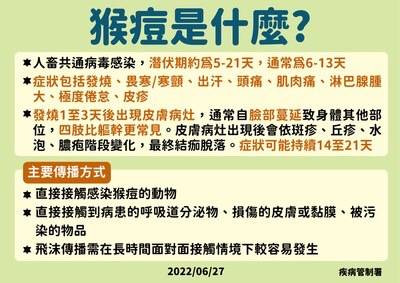 猴痘是什麼?
★人畜共通病毒感染，潛伏期約爲5-21天，通常爲6-13天
★症狀包括發燒、畏寒/寒顫、出汗、頭痛、肌肉痛、淋巴腺腫
大、極度倦怠、皮疹
★發燒1至3天後出現皮膚病灶，通常自臉部蔓延致身體其他部
位，四肢比軀幹更常見。皮膚病灶出現後會依斑疹、丘疹、水
泡、膿疱階段變化，最終結痂脫落。症狀可能持續14至21天
主要傳播方式
★直接接觸感染猴痘的動物
★直接接觸到病患的呼吸道分泌物、損傷的皮膚或黏膜、被污
染的物品
★飛沫傳播需在長時間面對面接觸情境下較容易發生
2022/06/27
疾病管制署